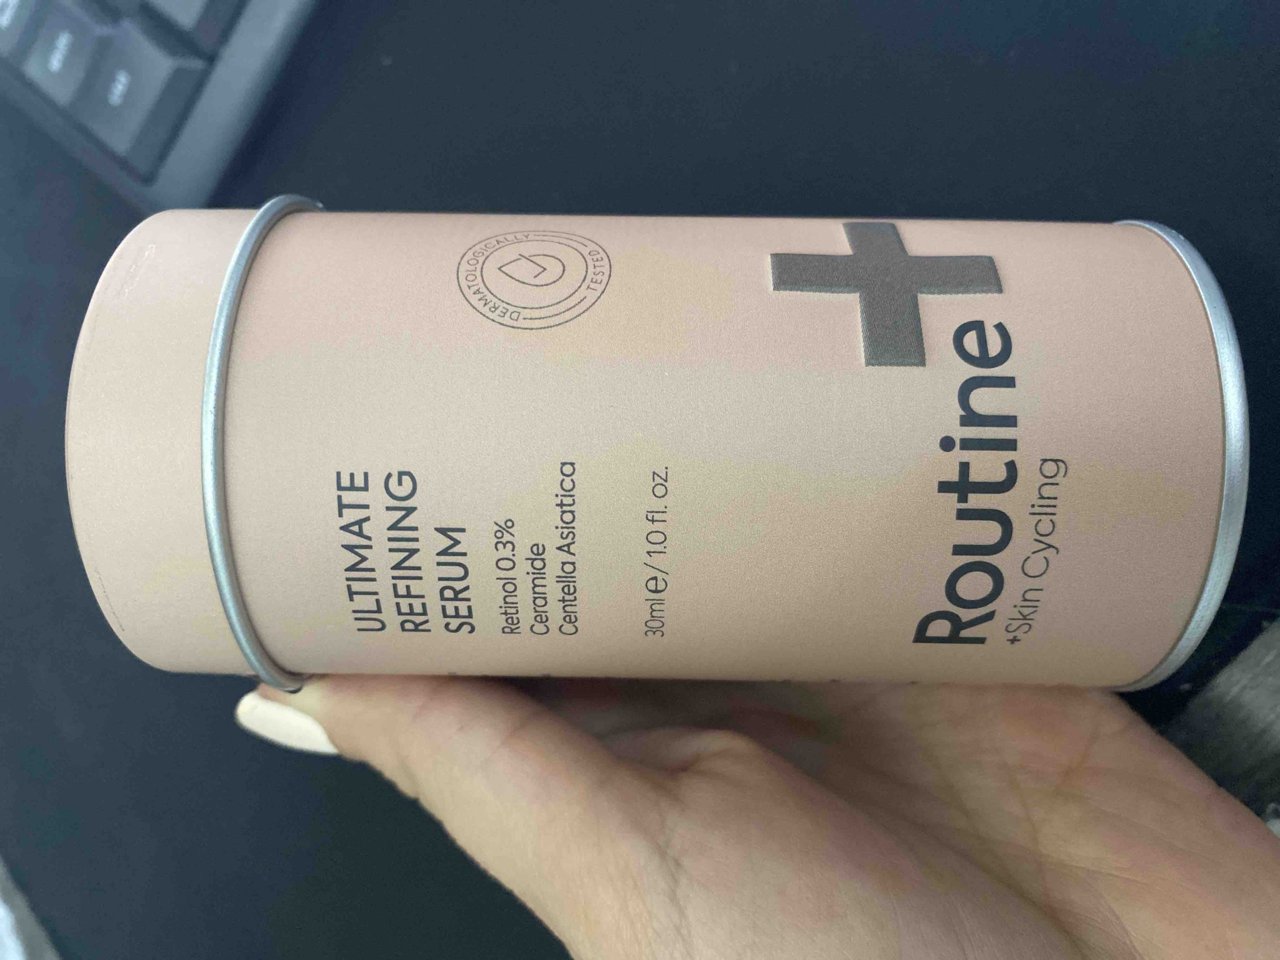 ULTIMATE
REFINING
SERUM
Retinol 0.3%
Ceramide
Centella Asiatica
30ml ℮ / 1.0 fl. oz.
DERMATOLOGICALLY
TESTED
Routine
+Skin Cycling